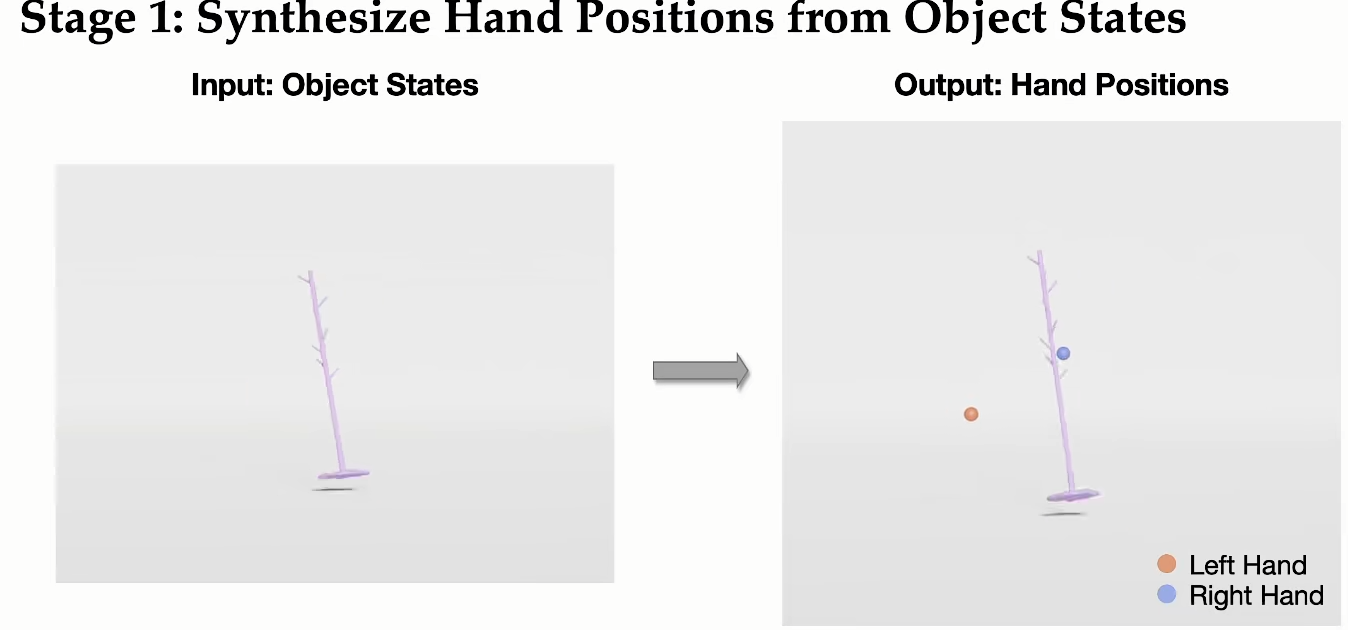 Stage 1: Synthesize Hand Positions from Object States
Input: Object States
Output: Hand Positions
Left Hand
Right Hand